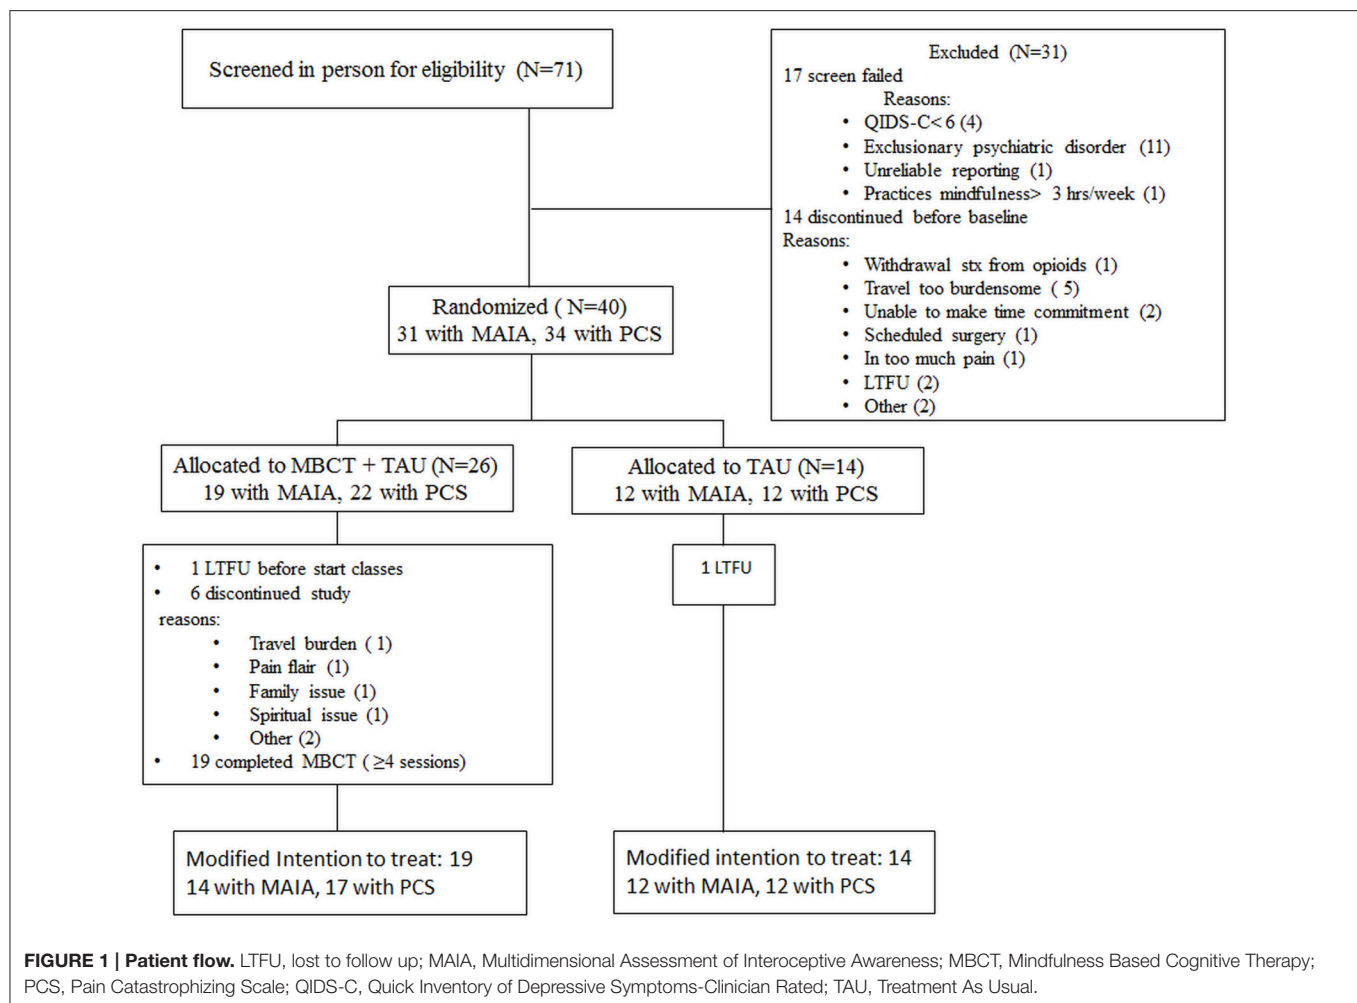 Screened in person for eligibility (N=71)
Excluded (N=31)
17 screen failed
Reasons:
• QIDS-C< 6 (4)
• Exclusionary psychiatric disorder (11)
• Unreliable reporting (1)
• Practices mindfulness> 3 hrs/week (1)
14 discontinued before baseline
Reasons:
• Withdrawal stx from opioids (1)
• Travel too burdensome ( 5)
• Unable to make time commitment (2)
• Scheduled surgery (1)
• In too much pain (1)
• LTFU (2)
• Other (2)
Randomized ( N=40)
31 with MAIA, 34 with PCS
Allocated to MBCT + TAU (N=26)
19 with MAIA, 22 with PCS
Allocated to TAU (N=14)
12 with MAIA, 12 with PCS
• 1 LTFU before start classes
• 6 discontinued study
reasons:
• Travel burden ( 1)
• Pain flair (1)
• Family issue (1)
• Spiritual issue (1)
• Other (2)
• 19 completed MBCT ( ≥4 sessions)
1 LTFU
Modified Intention to treat: 19
14 with MAIA, 17 with PCS
Modified intention to treat: 14
12 with MAIA, 12 with PCS
FIGURE 1 | Patient flow. LTFU, lost to follow up; MAIA, Multidimensional Assessment of Interoceptive Awareness; MBCT, Mindfulness Based Cognitive Therapy;
PCS, Pain Catastrophizing Scale; QIDS-C, Quick Inventory of Depressive Symptoms-Clinician Rated; TAU, Treatment As Usual.